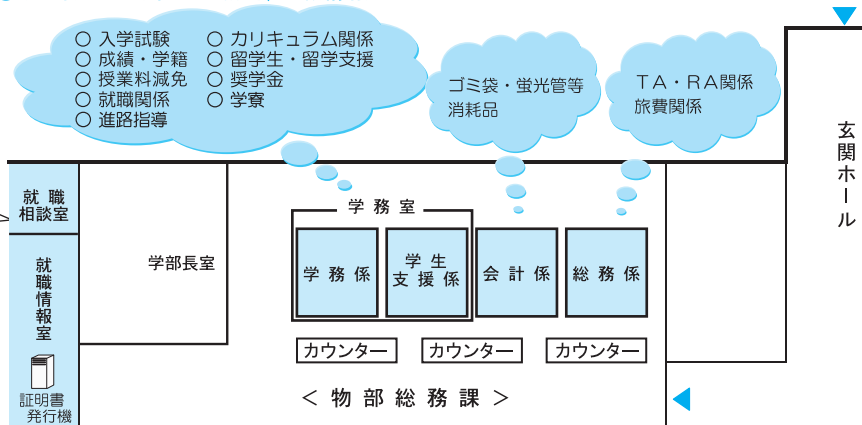 ○ 入学試験
○ 成績・学籍
○ 授業料減免
○ 就職関係
○ 進路指導
○ カリキュラム関係
○ 留学生・留学支援
○ 奨学金
○ 学寮
ゴミ袋・蛍光管等
消耗品
TA・RA関係
旅費関係
玄関ホール
就職
相談室
就職情報室
証明書
発行機
学部長室
学務室
学務係
学生
支援係
会計係
総務係
カウンター
カウンター
カウンター
＜物部総務課＞